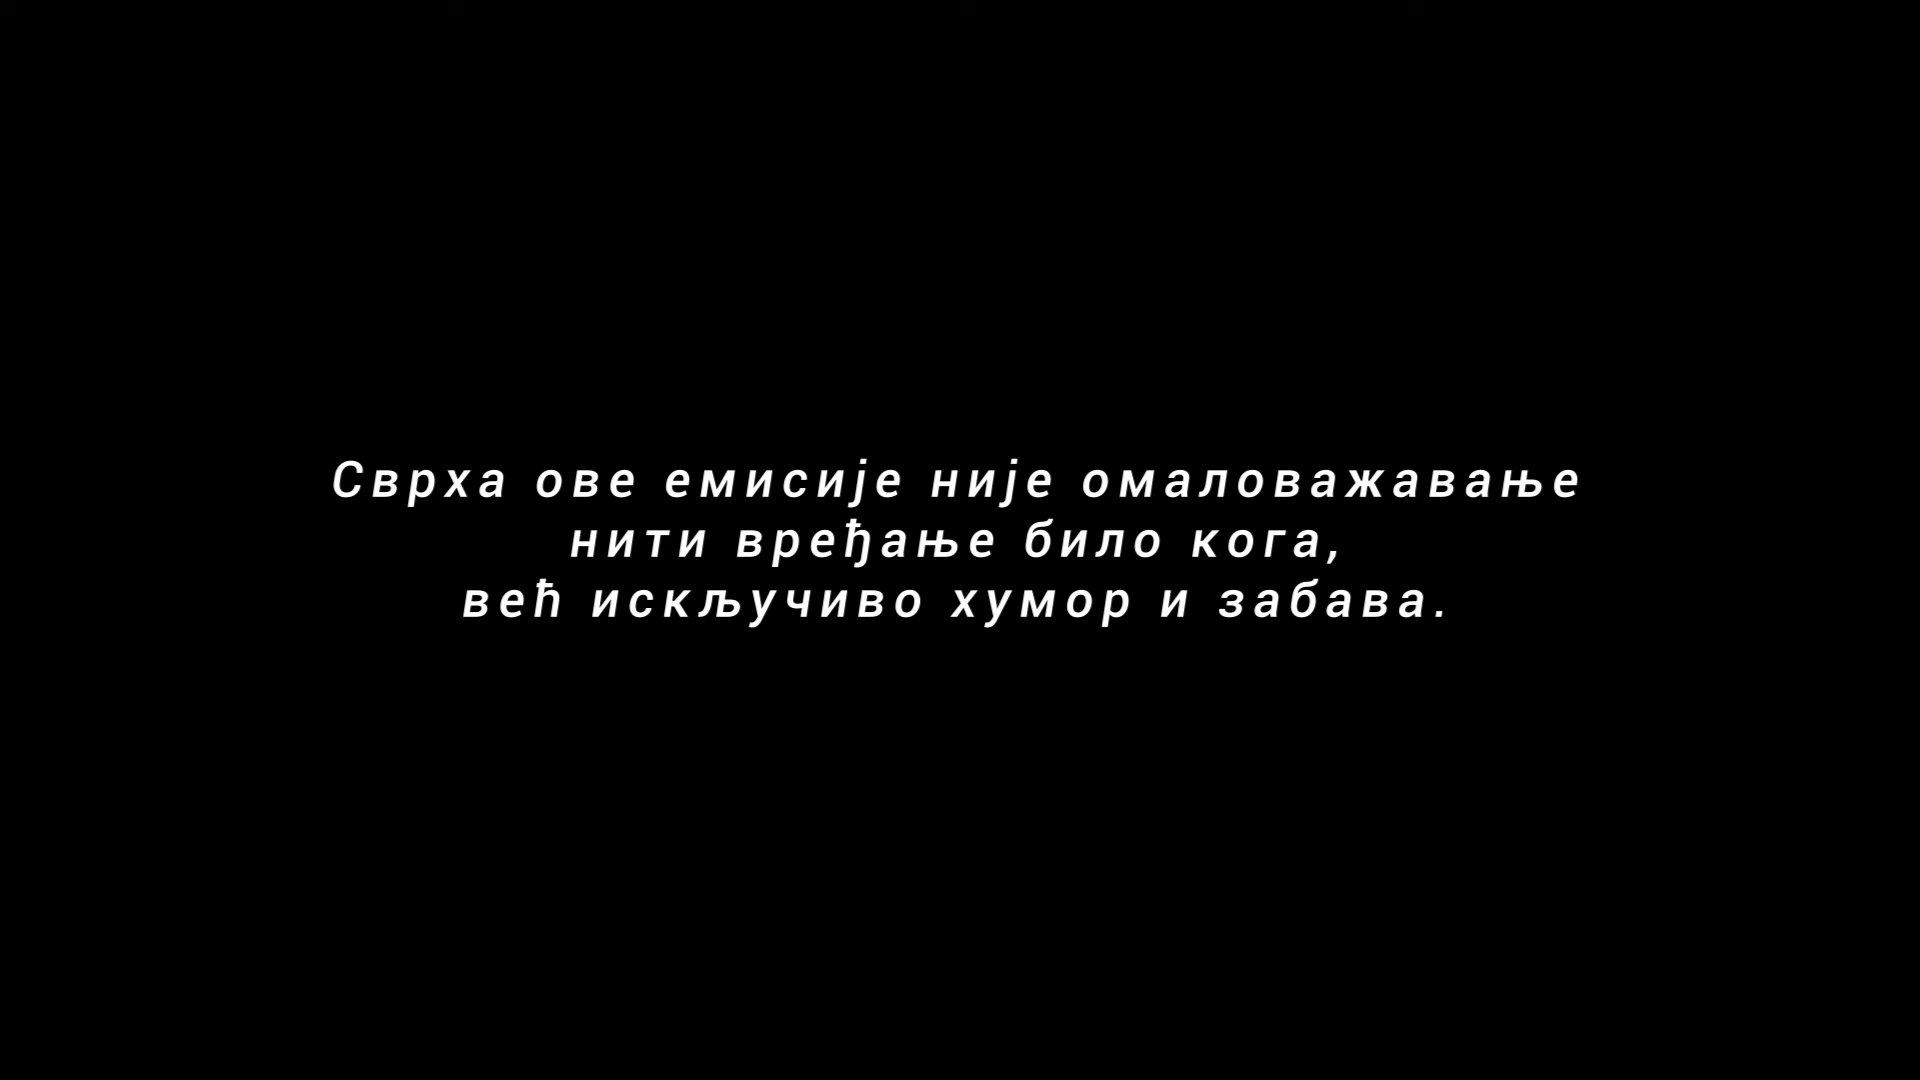 Сврха ове емисије није омаловажавање
нити вређање било кога,
већ искључиво хумор и забава.